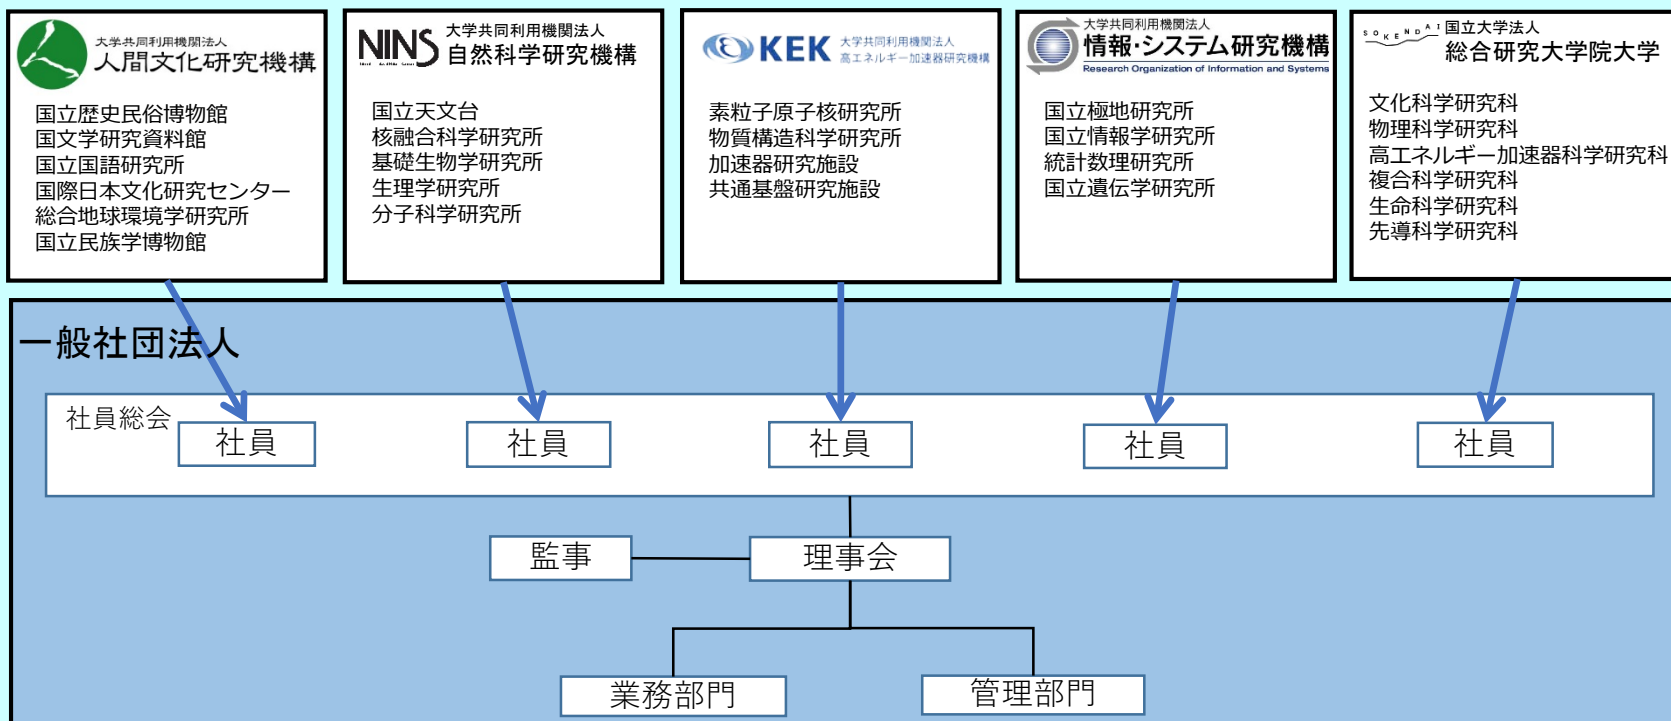 大学共同利用機関法人
人間文化研究機構
国立歴史民俗博物館
国文学研究資料館
国立国語研究所
国際日本文化研究センター
総合地球環境学研究所
国立民族学博物館
NINS
大学共同利用機関法人
自然科学研究機構
国立天文台
核融合科学研究所
基礎生物学研究所
生理学研究所
分子科学研究所
KEK
大学共同利用機関法人
高エネルギー加速器研究機構
素粒子原子核研究所
物質構造科学研究所
加速器研究施設
共通基盤研究施設
大学共同利用機関法人
情報・システム研究機構
Research Organization of Information and Systems
国立極地研究所
国立情報学研究所
統計数理研究所
国立遺伝学研究所
SOKENDAI
国立大学法人
総合研究大学院大学
文化科学研究科
物理科学研究科
高エネルギー加速器科学研究科
複合科学研究科
生命科学研究科
先導科学研究科
一般社団法人
社員総会
社員
社員
社員
社員
社員
監事
理事会
業務部門
管理部門